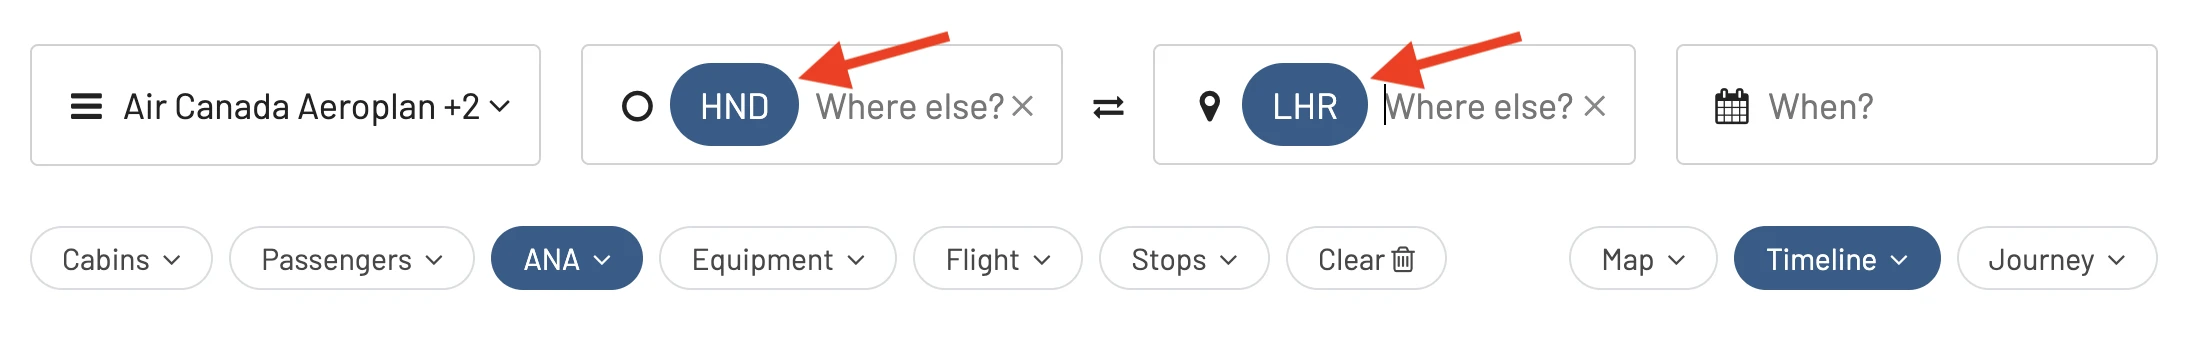 Air Canada Aeroplan +2 HND Where else? LHR Where else? When?
Cabins Passengers ANA Equipment Flight Stops Clear Map Timeline Journey